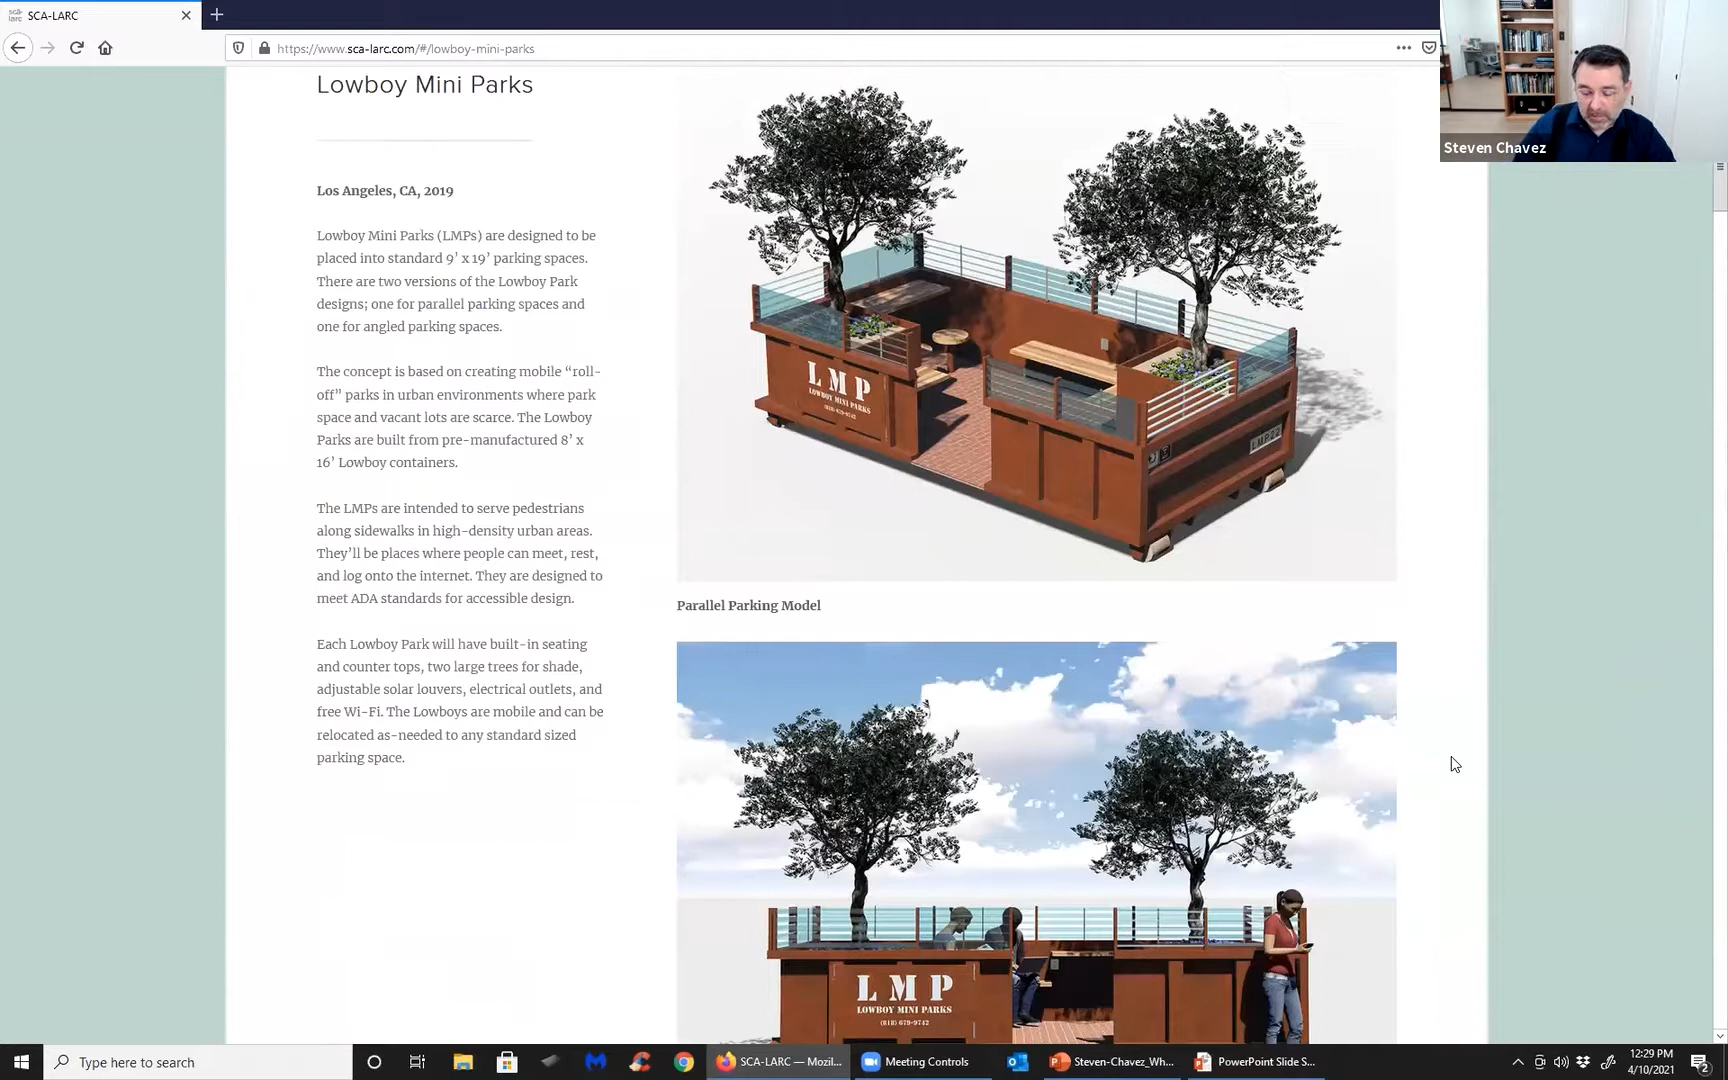 SCA-LARC
https://www.sca-larc.com/#/lowboy-mini-parks
Steven Chavez
Lowboy Mini Parks
Los Angeles, CA, 2019
Lowboy Mini Parks (LMPs) are designed to be
placed into standard 9' x 19' parking spaces.
There are two versions of the Lowboy Park
designs; one for parallel parking spaces and
one for angled parking spaces.
The concept is based on creating mobile “roll-
off” parks in urban environments where park
space and vacant lots are scarce. The Lowboy
Parks are built from pre-manufactured 8’ x
16’ Lowboy containers.
The LMPs are intended to serve pedestrians
along sidewalks in high-density urban areas.
They’ll be places where people can meet, rest,
and log onto the internet. They are designed to
meet ADA standards for accessible design.
Each Lowboy Park will have built-in seating
and counter tops, two large trees for shade,
adjustable solar louvers, electrical outlets, and
free Wi-Fi. The Lowboys are mobile and can be
relocated as-needed to any standard sized
parking space.
LMP
LOWBOY MINI PARKS
(818) 679-9742
LMP22
Parallel Parking Model
LMP
LOWBOY MINI PARKS
(818) 679-9742
Type here to search
SCA-LARC — Mozil...
Meeting Controls
Steven-Chavez_Wh...
PowerPoint Slide S...
12:29 PM
4/10/2021
2